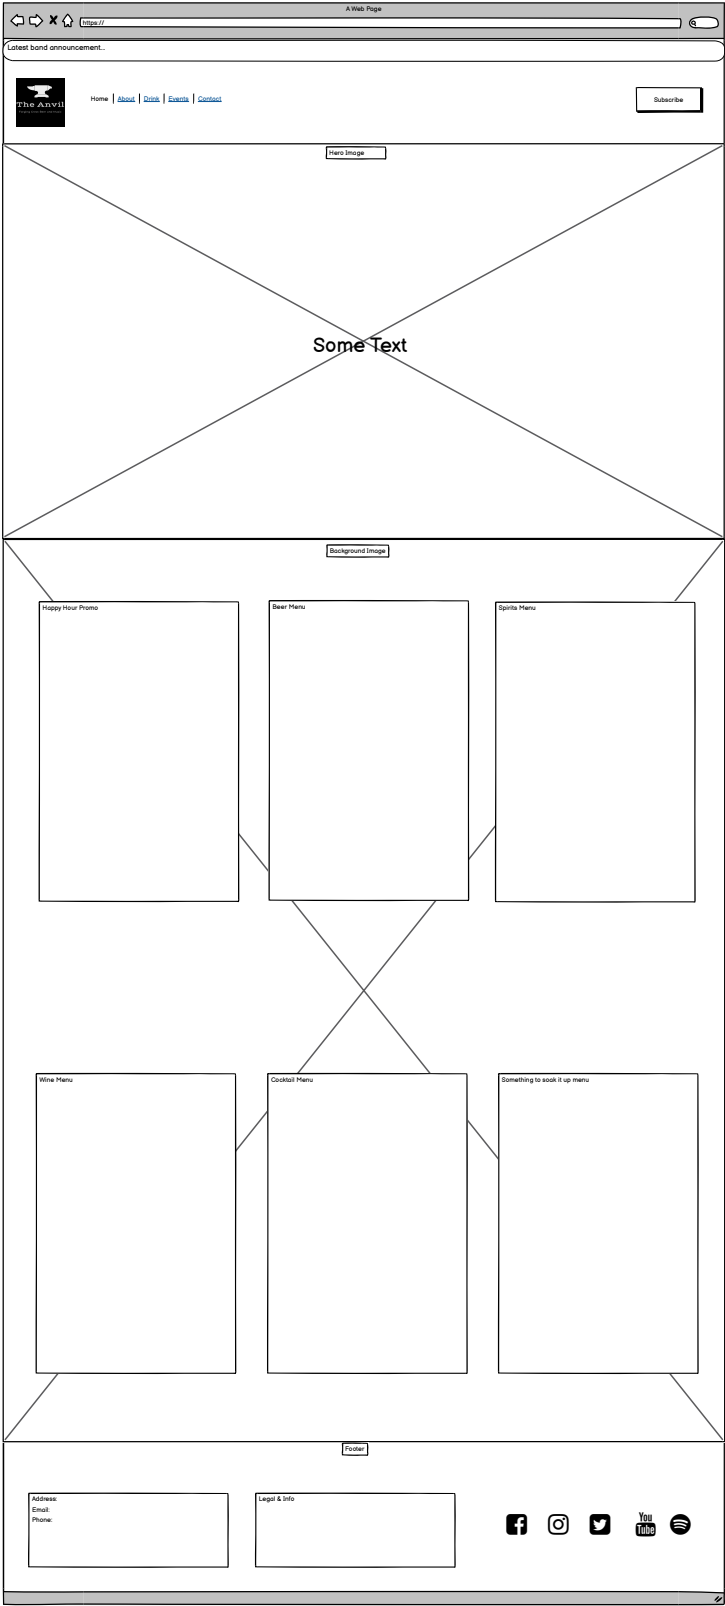 A Web Page
https://
Latest band announcement...
The Anvil
Home About Drink Events Contact
Subscribe
Hero Image
Some Text
Background Image
Happy Hour Promo
Beer Menu
Spirits Menu
Wine Menu
Cocktail Menu
Something to soak it up menu
Footer
Address:
Email:
Phone:
Legal & Info
You
Tube